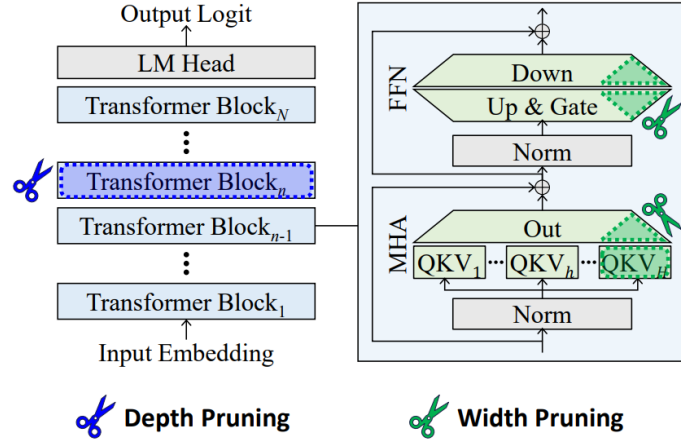 Output Logit
LM Head
Transformer Block_N
Transformer Block_n
Transformer Block_{n-1}
Transformer Block_1
Input Embedding
FFN
Down
Up & Gate
Norm
MHA
Out
QKV_1 ... QKV_h ... QKV_H
Norm
Depth Pruning
Width Pruning